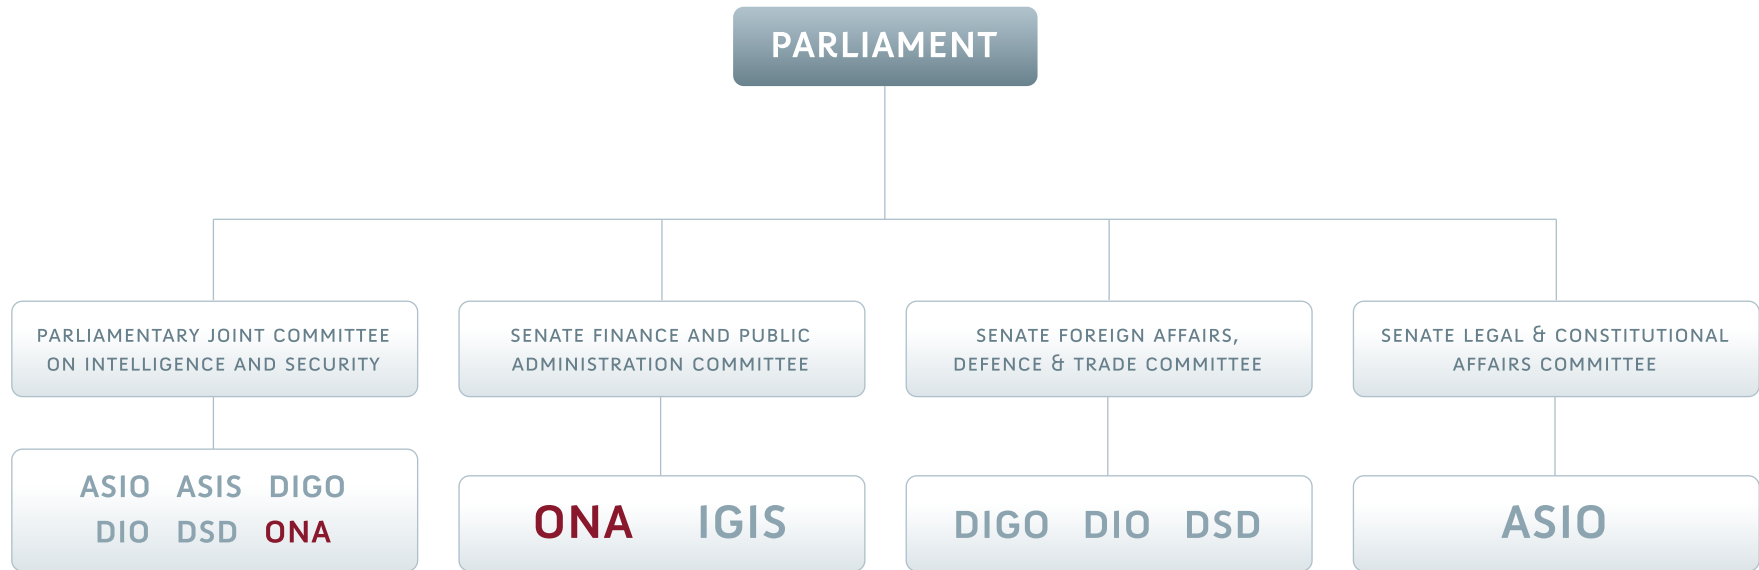 PARLIAMENT
PARLIAMENTARY JOINT COMMITTEE
ON INTELLIGENCE AND SECURITY
SENATE FINANCE AND PUBLIC
ADMINISTRATION COMMITTEE
SENATE FOREIGN AFFAIRS,
DEFENCE & TRADE COMMITTEE
SENATE LEGAL & CONSTITUTIONAL
AFFAIRS COMMITTEE
ASIO ASIS DIGO
DIO DSD ONA
ONA IGIS
DIGO DIO DSD
ASIO